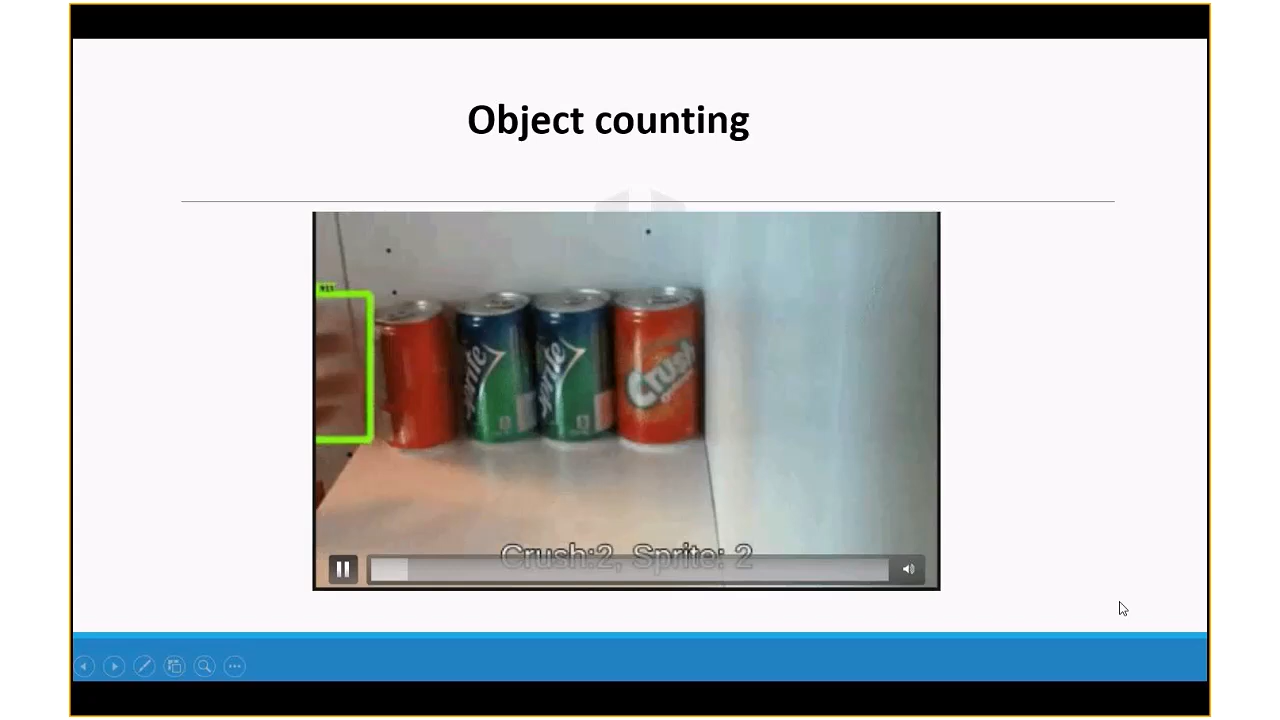 Object counting
Sprite
Sprite
Crush
Crush:2, Sprite: 2